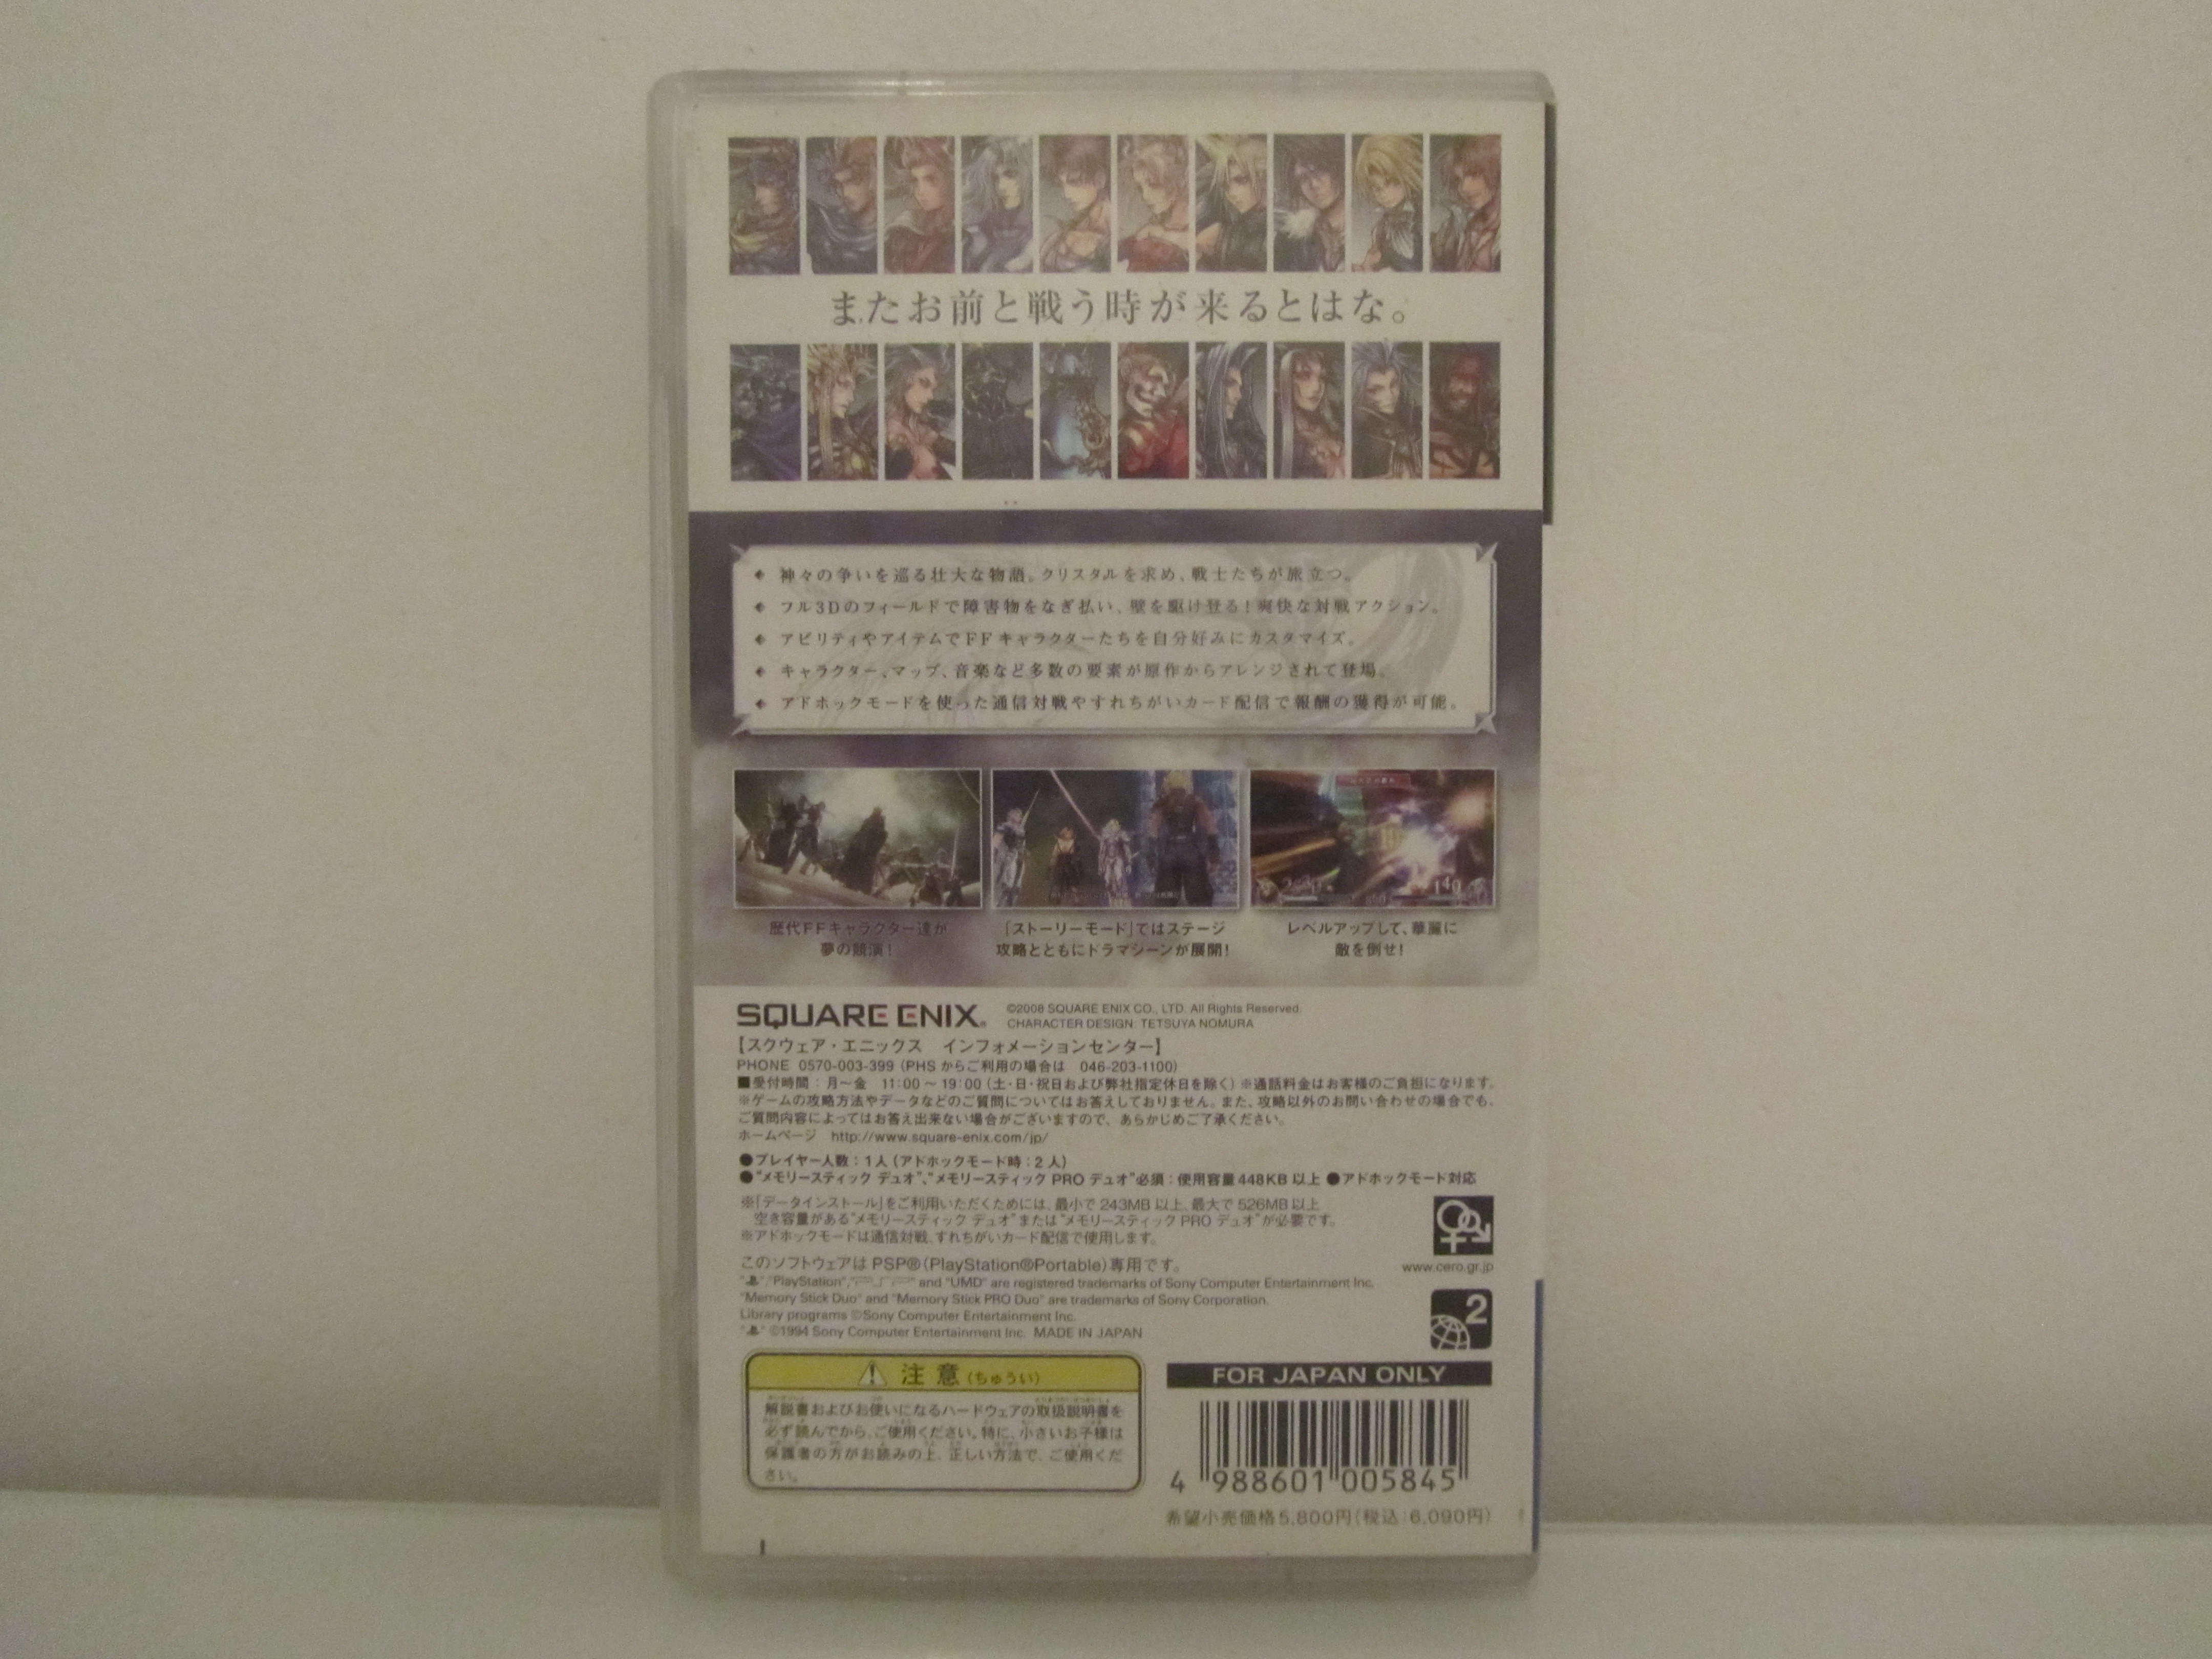 またお前と戦う時が来るとはな。
神々の争いを巡る壮大な物語。クリスタルを求め、戦士たちが旅立つ。
フル3Dのフィールドで障害物をなぎ払い、壁を駆け登る！爽快な対戦アクション。
アビリティやアイテムでFFキャラクターたちを自分好みにカスタマイズ。
キャラクター、マップ、音楽など多数の要素が原作からアレンジされて登場。
アドホックモードを使った通信対戦やすれちがいカード配信で報酬の獲得が可能。
歴代FFキャラクター達が
夢の競演！
「ストーリーモード」ではステージ
攻略とともにドラマシーンが展開！
レベルアップして、華麗に
敵を倒せ！
SQUARE ENIX®
©2008 SQUARE ENIX CO., LTD. All Rights Reserved.
CHARACTER DESIGN: TETSUYA NOMURA
【スクウェア・エニックス　インフォメーションセンター】
PHONE 0570-003-399（PHSからご利用の場合は　046-203-1100）
■受付時間：月～金　11:00～19:00（土・日・祝日および弊社指定休日を除く）※通話料金はお客様のご負担になります。
※ゲームの攻略方法やデータなどのご質問についてはお答えしておりません。また、攻略以外のお問い合わせの場合でも、
ご質問内容によってはお答え出来ない場合がございますので、あらかじめご了承ください。
ホームページ　http://www.square-enix.com/jp/
●プレイヤー人数：1人（アドホックモード時：2人）
●“メモリースティック デュオ”、“メモリースティック PRO デュオ”必須：使用容量448KB以上 ●アドホックモード対応
※「データインストール」をご利用いただくためには、最小で243MB以上、最大で526MB以上
空き容量がある“メモリースティック デュオ”または“メモリースティック PRO デュオ”が必要です。
※アドホックモードは通信対戦、すれちがいカード配信で使用します。
www.cero.gr.jp
このソフトウェアはPSP®（PlayStation®Portable）専用です。
"PlayStation", "PSP" and "UMD" are registered trademarks of Sony Computer Entertainment Inc.
"Memory Stick Duo" and "Memory Stick PRO Duo" are trademarks of Sony Corporation.
Library programs ©Sony Computer Entertainment Inc.
©1994 Sony Computer Entertainment Inc. MADE IN JAPAN
2
注意（ちゅうい）
解説書およびお使いになるハードウェアの取扱説明書を
必ず読んでから、ご使用ください。特に、小さいお子様は
保護者の方がお読みの上、正しい方法で、ご使用くだ
さい。
FOR JAPAN ONLY
4 988601 005845
希望小売価格5,800円（税込：6,090円）